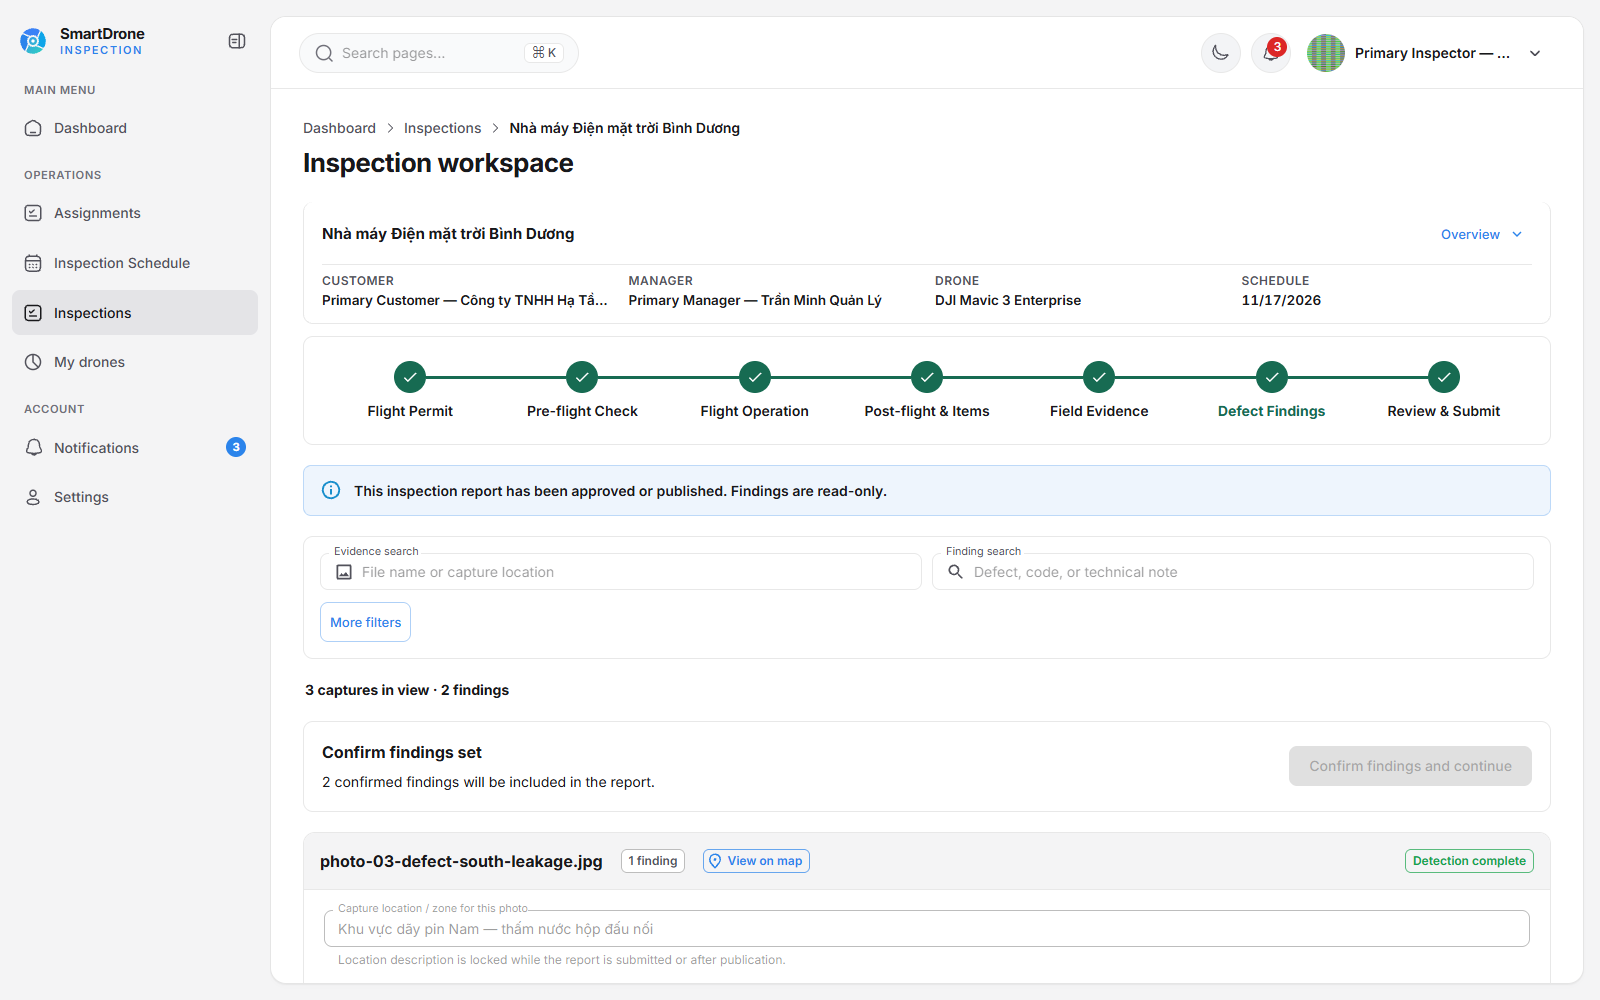 SmartDrone
INSPECTION
MAIN MENU
Dashboard
OPERATIONS
Assignments
Inspection Schedule
Inspections
My drones
ACCOUNT
Notifications
3
Settings
Search pages...
⌘ K
3
Primary Inspector — ...
Dashboard > Inspections > Nhà máy Điện mặt trời Bình Dương
Inspection workspace
Nhà máy Điện mặt trời Bình Dương
Overview
CUSTOMER
Primary Customer — Công ty TNHH Hạ Tầ...
MANAGER
Primary Manager — Trần Minh Quản Lý
DRONE
DJI Mavic 3 Enterprise
SCHEDULE
11/17/2026
Flight Permit
Pre-flight Check
Flight Operation
Post-flight & Items
Field Evidence
Defect Findings
Review & Submit
This inspection report has been approved or published. Findings are read-only.
Evidence search
File name or capture location
Finding search
Defect, code, or technical note
More filters
3 captures in view · 2 findings
Confirm findings set
2 confirmed findings will be included in the report.
Confirm findings and continue
photo-03-defect-south-leakage.jpg
1 finding
View on map
Detection complete
Capture location / zone for this photo
Khu vực dãy pin Nam — thấm nước hộp đấu nối
Location description is locked while the report is submitted or after publication.